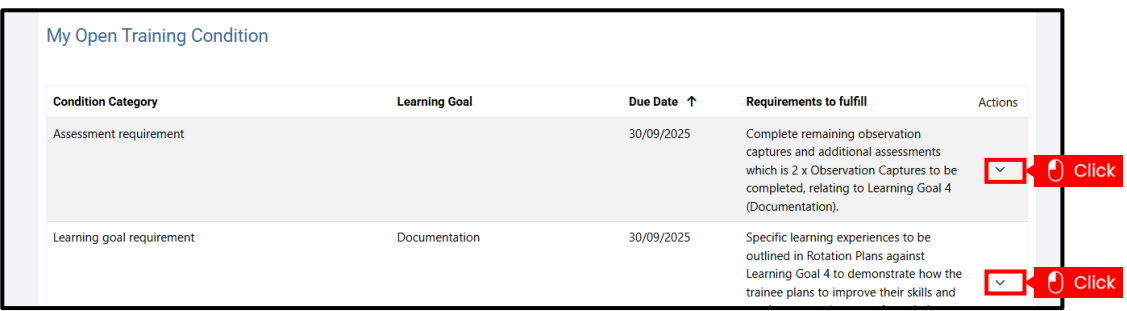 My Open Training Condition
Condition Category Learning Goal Due Date ↑ Requirements to fulfill Actions
Assessment requirement 30/09/2025 Complete remaining observation
captures and additional assessments
which is 2 x Observation Captures to be
completed, relating to Learning Goal 4
(Documentation).
Click
Learning goal requirement Documentation 30/09/2025 Specific learning experiences to be
outlined in Rotation Plans against
Learning Goal 4 to demonstrate how the
trainee plans to improve their skills and
Click